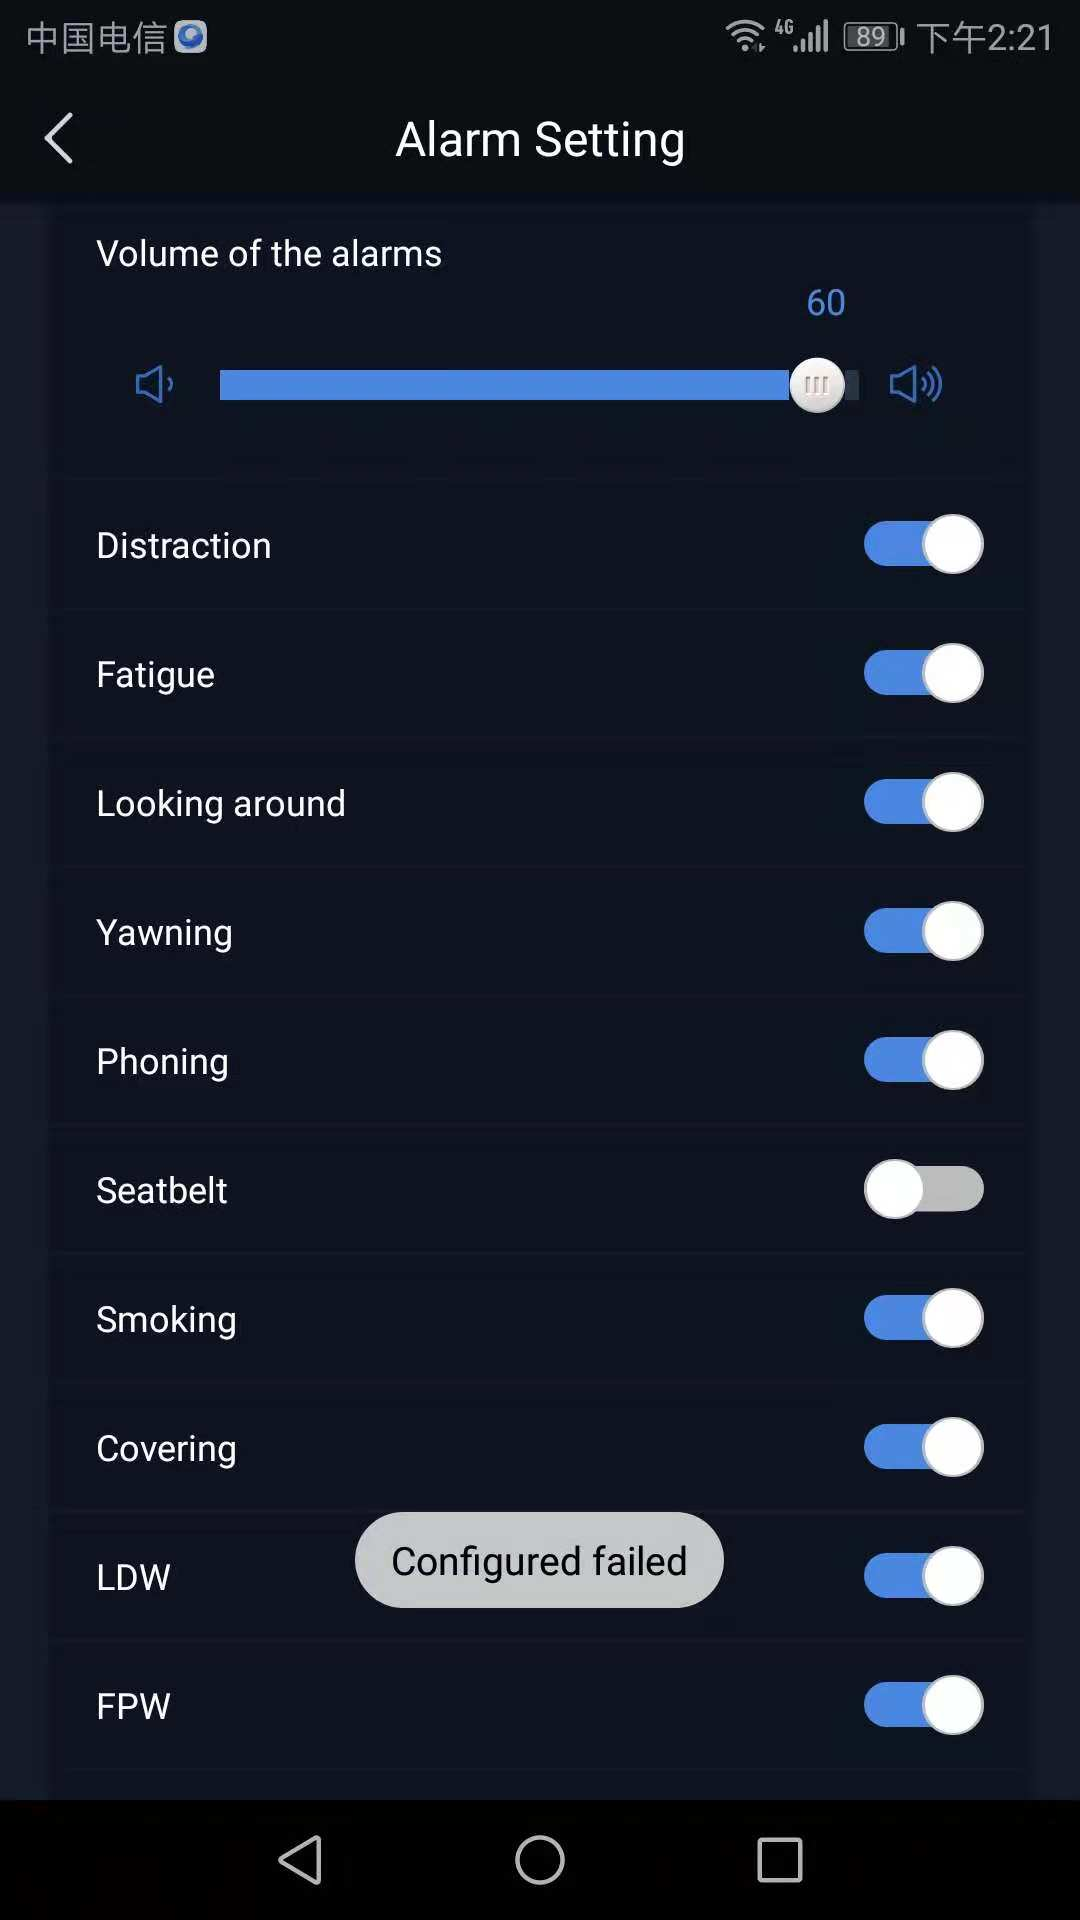 中国电信
4G 89 下午2:21
Alarm Setting
Volume of the alarms
60
Distraction
Fatigue
Looking around
Yawning
Phoning
Seatbelt
Smoking
Covering
Configured failed
LDW
FPW